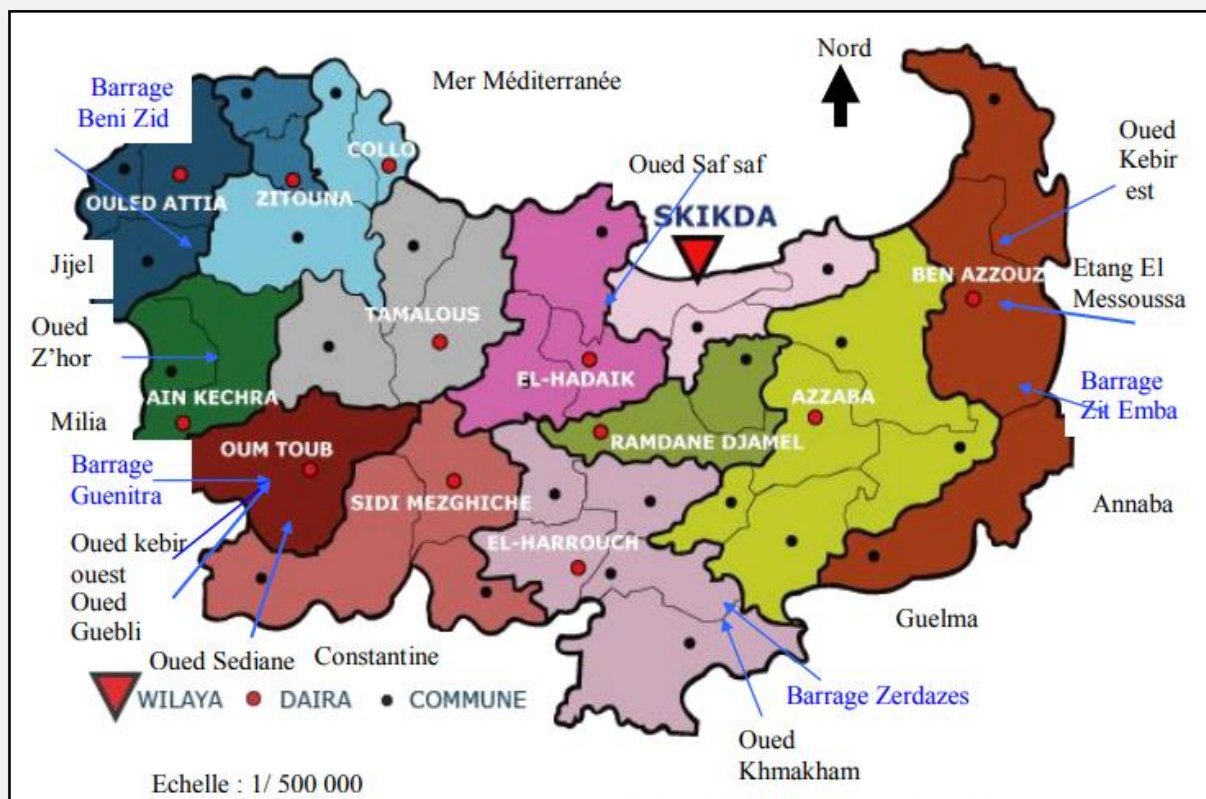 Nord
Barrage
Beni Zid
Mer Méditerranée
Oued
Kebir
est
COLLO
Oued Saf saf
OULED ATTIA
ZITOUNA
SKIKDA
Jijel
BEN AZZOUZ
Etang El
Messoussa
TAMALOUS
Oued
Z'hor
EL-HADAIK
Barrage
Zit Emba
AIN KECHRA
AZZABA
Milia
OUM TOUB
RAMDANE DJAMEL
Barrage
Guenitra
SIDI MEZGHICHE
Annaba
Oued kebir
ouest
EL-HARROUCH
Oued
Guebli
Guelma
Oued Sediane
Constantine
WILAYA
DAIRA
COMMUNE
Barrage Zerdazes
Oued
Khmakham
Echelle : 1/ 500 000